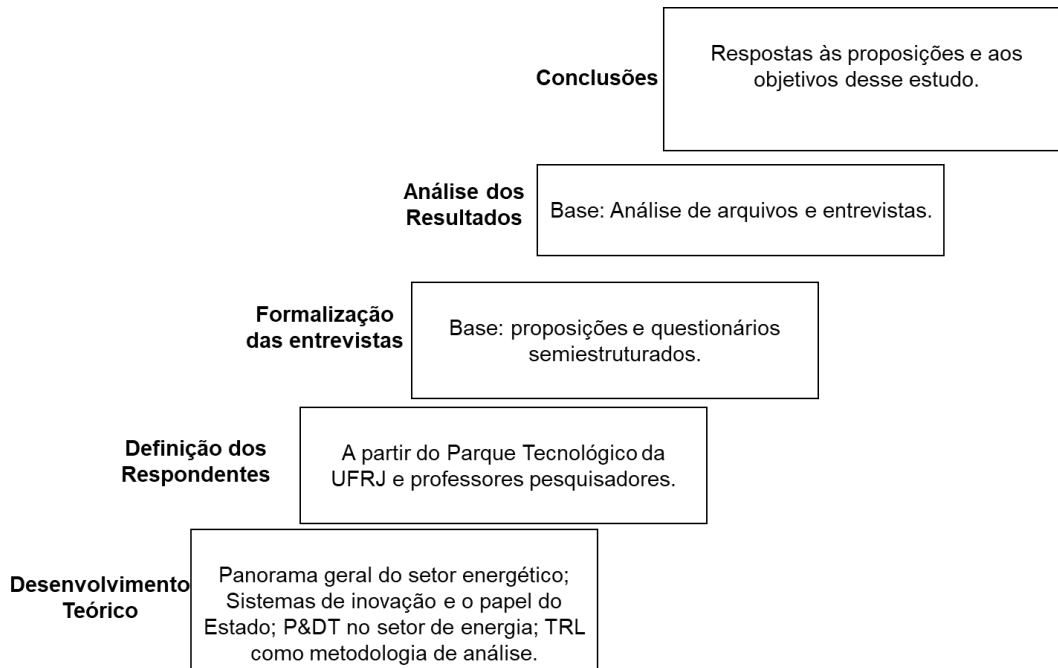 Conclusões
Respostas às proposições e aos
objetivos desse estudo.
Análise dos
Resultados
Base: Análise de arquivos e entrevistas.
Formalização
das entrevistas
Base: proposições e questionários
semiestruturados.
Definição dos
Respondentes
A partir do Parque Tecnológico da
UFRJ e professores pesquisadores.
Desenvolvimento
Teórico
Panorama geral do setor energético;
Sistemas de inovação e o papel do
Estado; P&DT no setor de energia; TRL
como metodologia de análise.